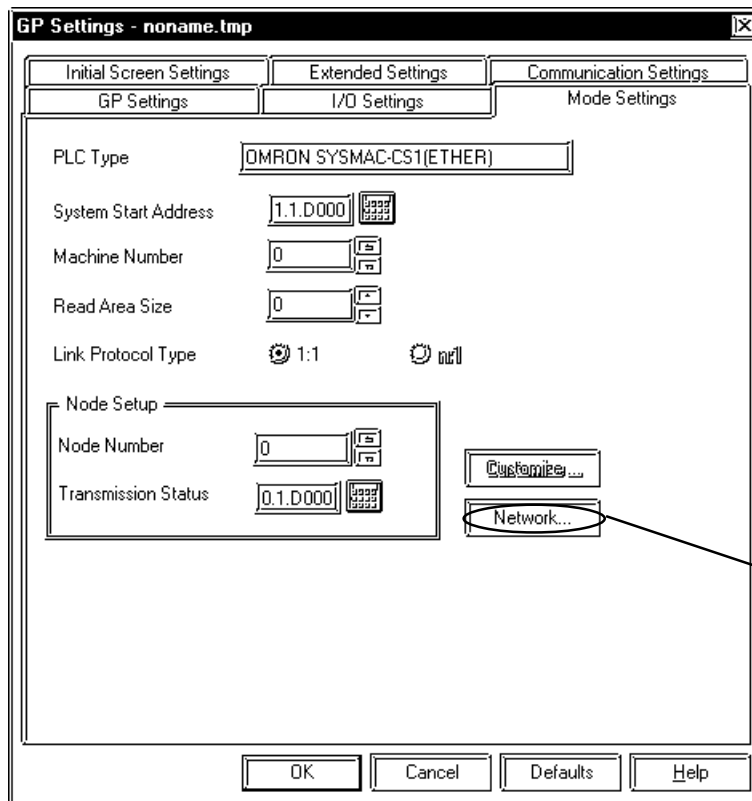 GP Settings - noname.tmp
Initial Screen Settings
Extended Settings
Communication Settings
GP Settings
I/O Settings
Mode Settings
PLC Type
OMRON SYSMAC-CS1(ETHER)
System Start Address
1.1.D000
Machine Number
0
Read Area Size
0
Link Protocol Type
1:1
n:1
Node Setup
Node Number
0
Transmission Status
0.1.D000
Customize ...
Network...
OK
Cancel
Defaults
Help